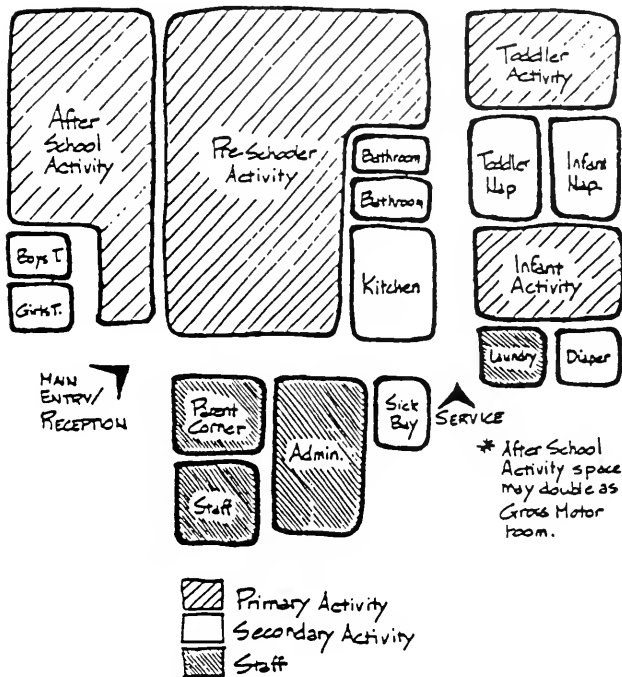 After
School
Activity
Pre-Schooler
Activity
Toddler
Activity
Bathroom
Bathroom
Toddler
Nap
Infant
Nap
Boys T.
Girls T.
Kitchen
Infant
Activity
Laundry
Diaper
MAIN
ENTRY/
RECEPTION
Parent
Corner
Admin.
Sick
Bay
SERVICE
Staff
* After School
Activity space
may double as
Gross Motor
room.
Primary Activity
Secondary Activity
Staff